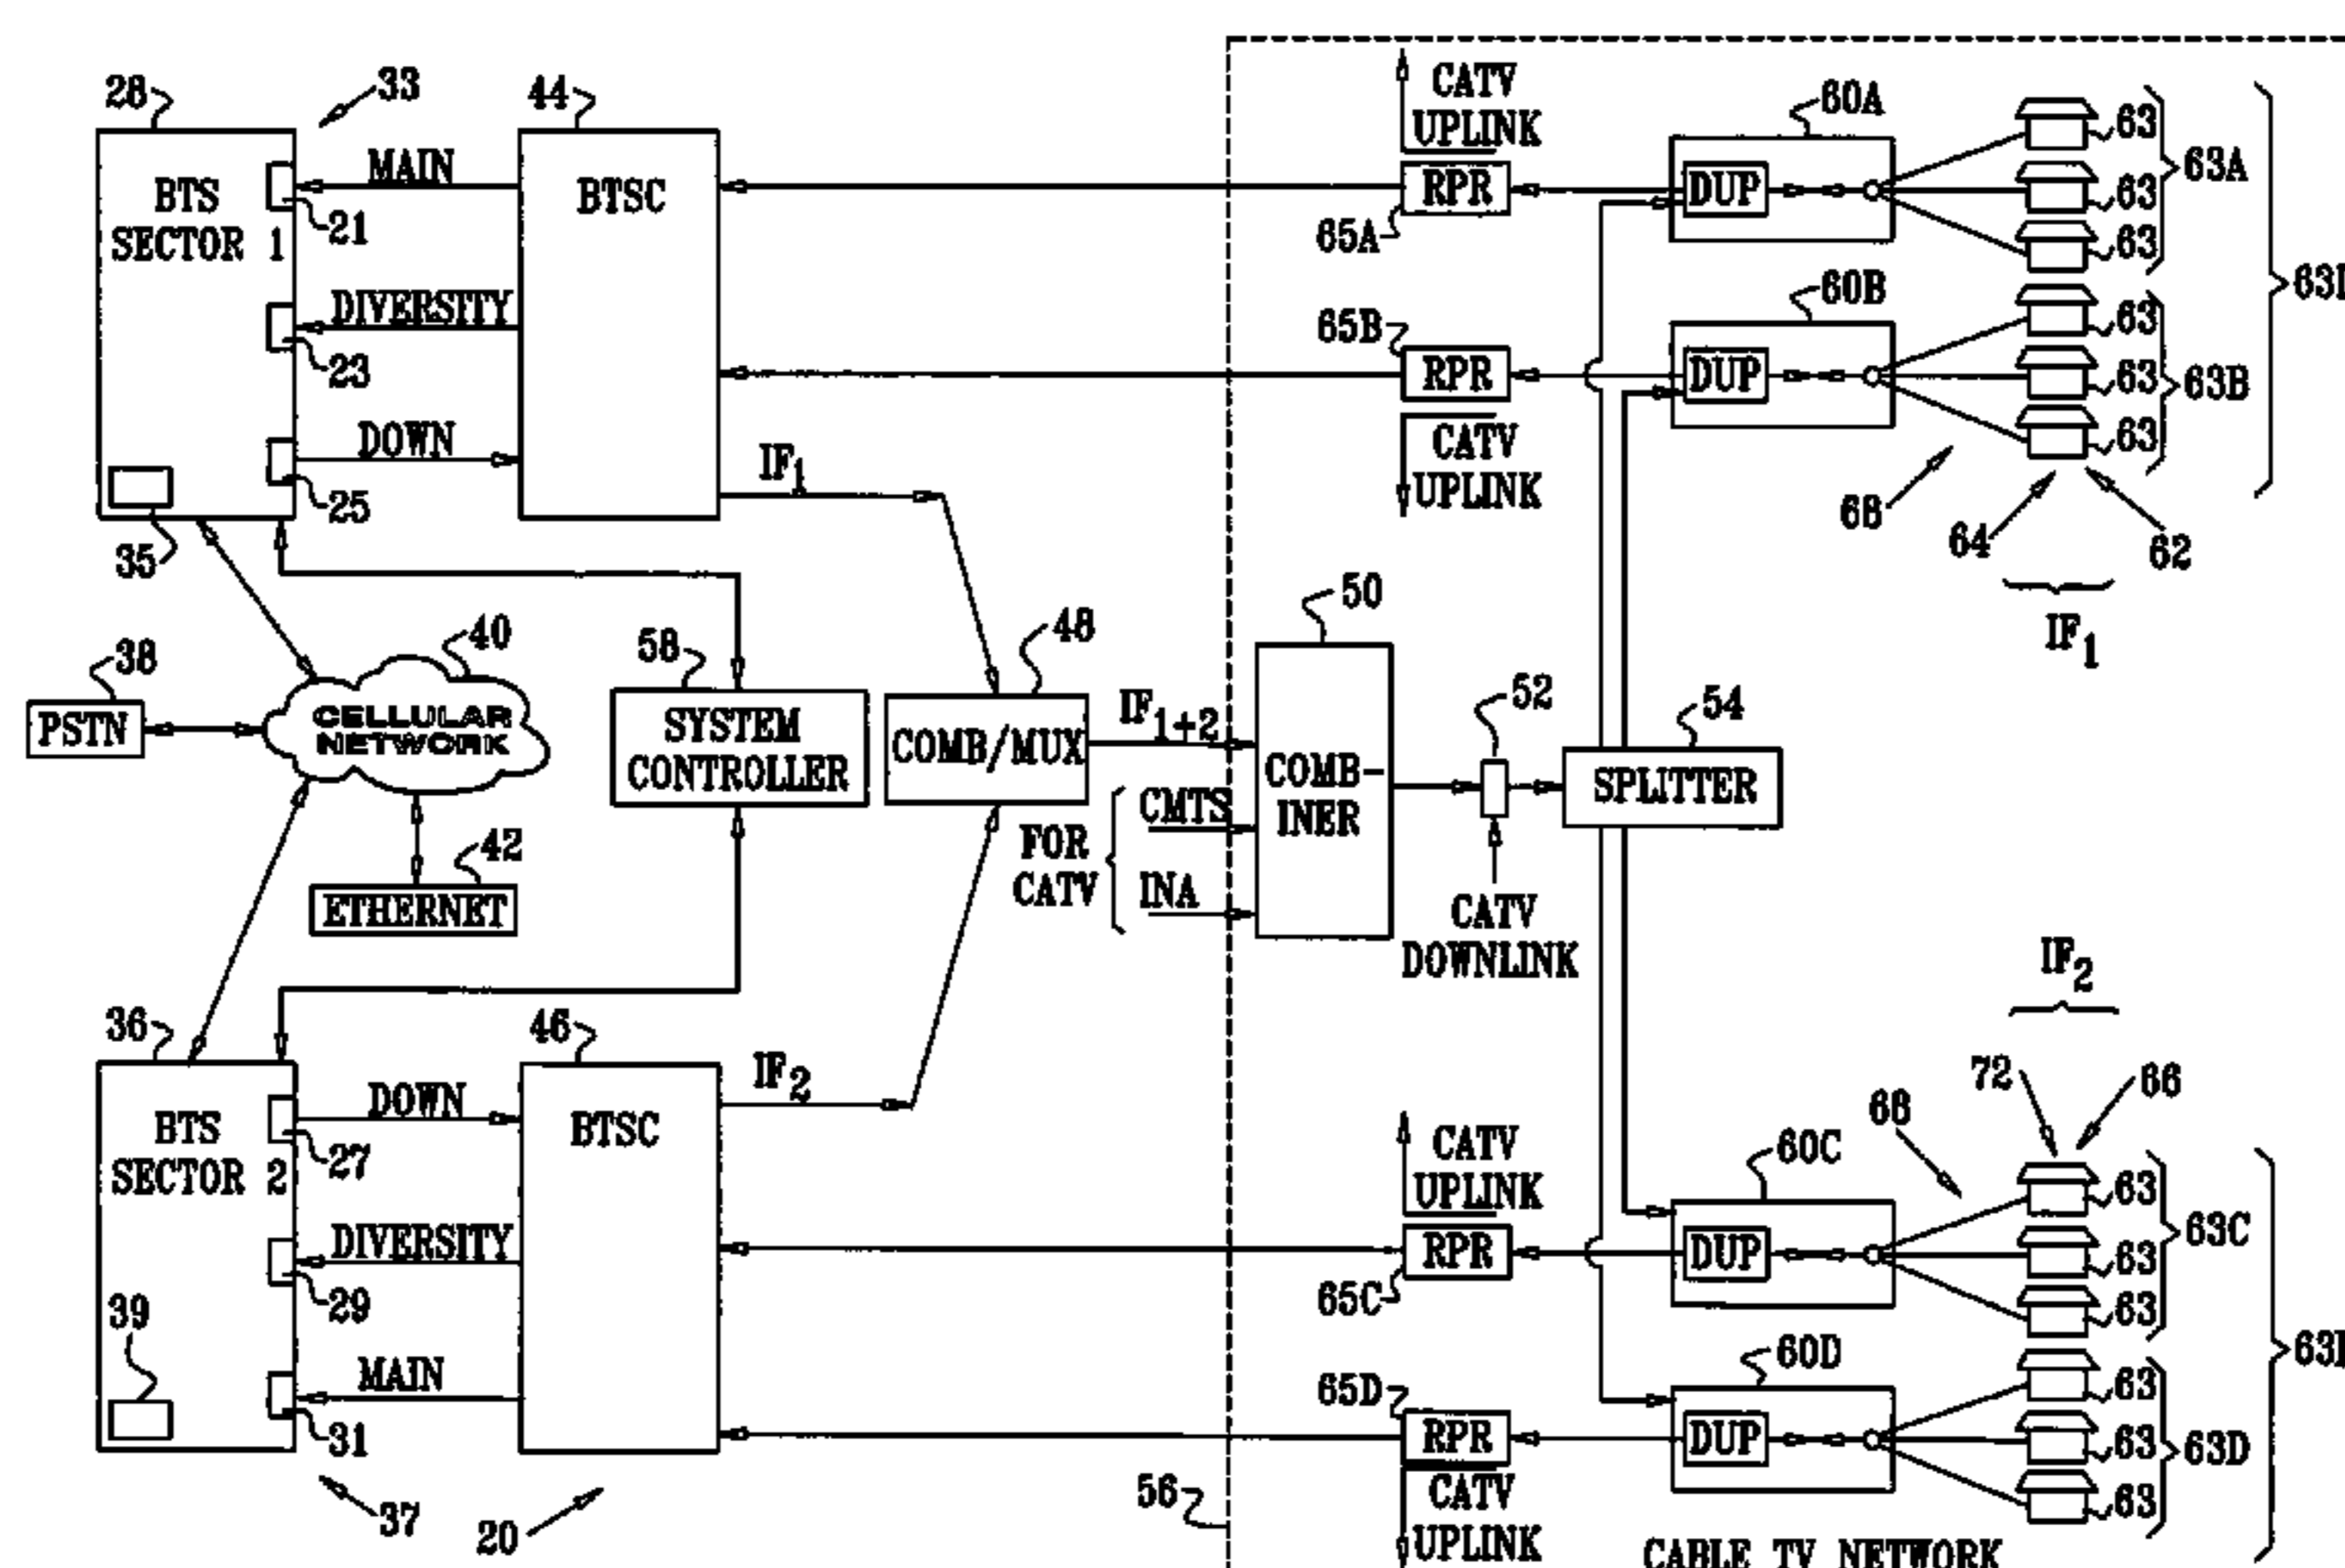 28
33
44
BTS
SECTOR 1
MAIN
21
DIVERSITY
23
DOWN
25
35
BTSC
IF1
CATV
UPLINK
RPR
65A
65B
RPR
CATV
UPLINK
60A
DUP
60B
DUP
63
63
63
63A
63
63
63
63B
68
64
62
IF1
38
PSTN
40
CELLULAR
NETWORK
42
ETHERNET
58
SYSTEM
CONTROLLER
48
COMB/MUX
IF1+2
FOR
CATV
CMTS
INA
50
COMB-
INER
52
CATV
DOWNLINK
54
SPLITTER
36
BTS
SECTOR 2
DOWN
27
DIVERSITY
29
MAIN
31
39
37
46
BTSC
IF2
20
56
CATV
UPLINK
RPR
65C
65D
RPR
CATV
UPLINK
IF2
72
66
68
60C
DUP
60D
DUP
63
63
63
63C
63
63
63
63D
CABLE TV NETWORK